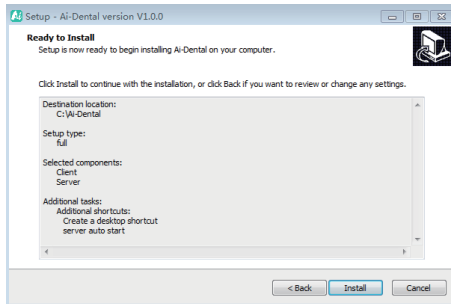 Ai Setup - Ai-Dental version V1.0.0
Ready to Install
Setup is now ready to begin installing Ai-Dental on your computer.
Click Install to continue with the installation, or click Back if you want to review or change any settings.
Destination location:
C:\Ai-Dental
Setup type:
full
Selected components:
Client
Server
Additional tasks:
Additional shortcuts:
Create a desktop shortcut
server auto start
< Back
Install
Cancel